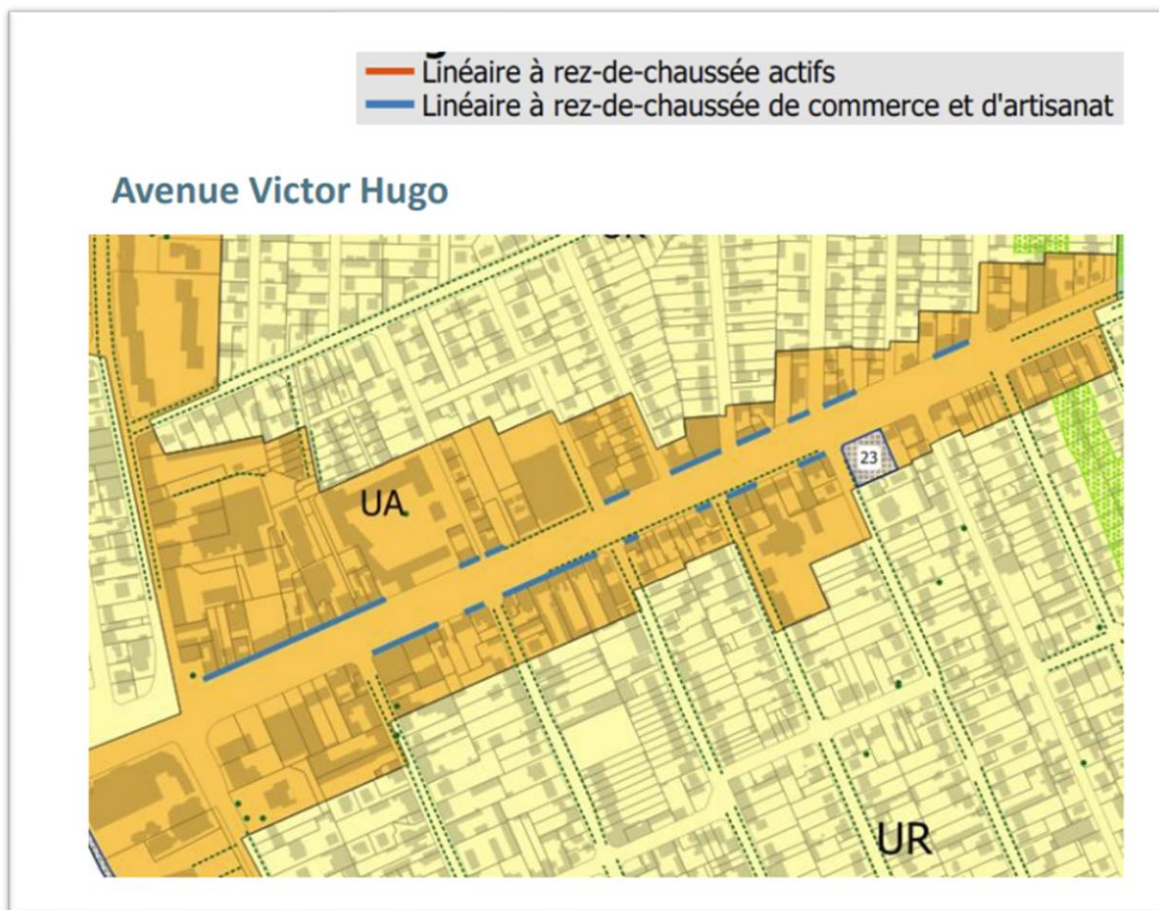 Linéaire à rez-de-chaussée actifs
Linéaire à rez-de-chaussée de commerce et d'artisanat
Avenue Victor Hugo
23
UA
UR